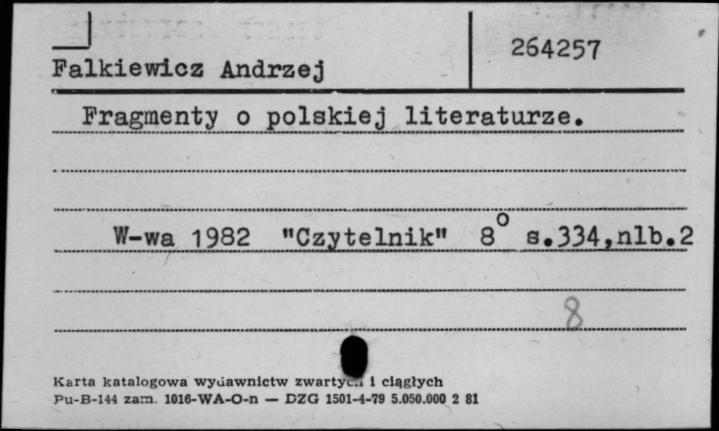 264257
Falkiewicz Andrzej
Fragmenty o polskiej literaturze.
W-wa 1982 "Czytelnik" 8° s.334,nlb.2
8
Karta katalogowa wydawnictw zwartych i ciągłych
Pu-B-144 zam. 1016-WA-O-n — DZG 1501-4-79 5.050.000 2 81